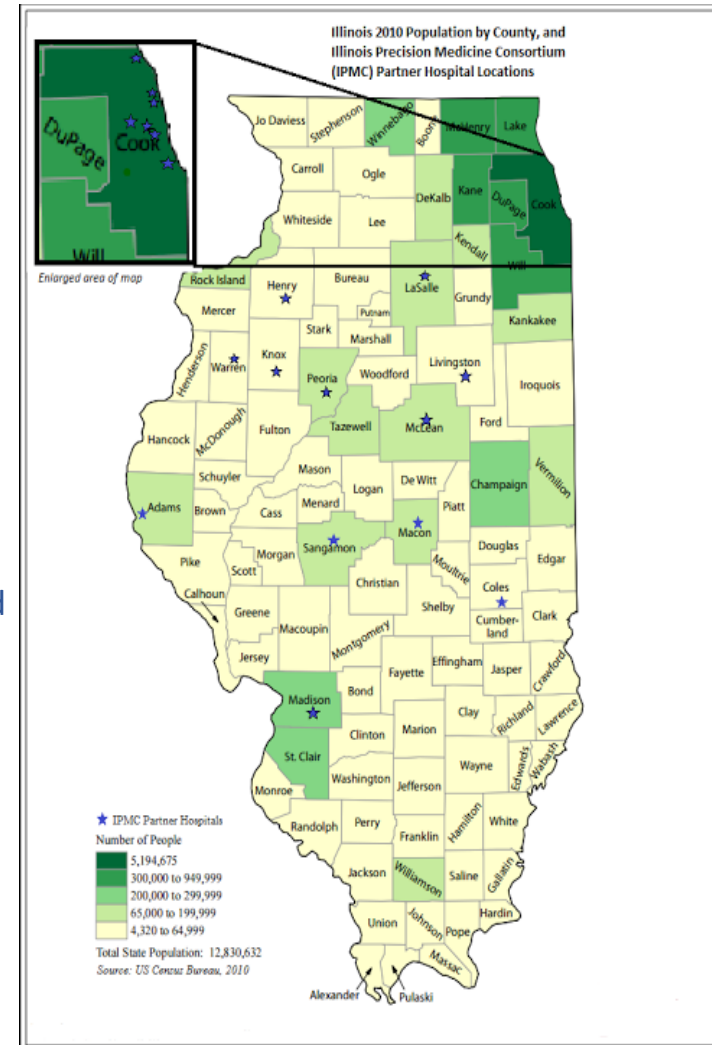 Illinois 2010 Population by County, and
Illinois Precision Medicine Consortium
(IPMC) Partner Hospital Locations
DuPage
Cook
Will
Enlarged area of map
Jo Daviess
Stephenson
Winnebago
Boone
McHenry
Lake
Carroll
Ogle
DeKalb
Kane
DuPage
Cook
Whiteside
Lee
Kendall
Will
Rock Island
Henry
Bureau
LaSalle
Grundy
Mercer
Putnam
Kankakee
Stark
Marshall
Henderson
Warren
Knox
Peoria
Woodford
Livingston
Iroquois
Hancock
McDonough
Fulton
Tazewell
McLean
Ford
Schuyler
Mason
Logan
De Witt
Champaign
Vermilion
Adams
Brown
Cass
Menard
Macon
Piatt
Sangamon
Douglas
Edgar
Pike
Scott
Morgan
Christian
Moultrie
Coles
d
Calhoun
Greene
Macoupin
Montgomery
Shelby
Cumber-
land
Clark
Jersey
Fayette
Effingham
Jasper
Crawford
Madison
Bond
Clay
Richland
Lawrence
Clinton
Marion
St. Clair
Wayne
Edwards
Wabash
Monroe
Washington
Jefferson
Randolph
Perry
Franklin
Hamilton
White
Jackson
Williamson
Saline
Gallatin
Union
Johnson
Pope
Hardin
Massac
Alexander
Pulaski
IPMC Partner Hospitals
Number of People
5,194,675
300,000 to 949,999
200,000 to 299,999
65,000 to 199,999
4,320 to 64,999
Total State Population: 12,830,632
Source: US Census Bureau, 2010